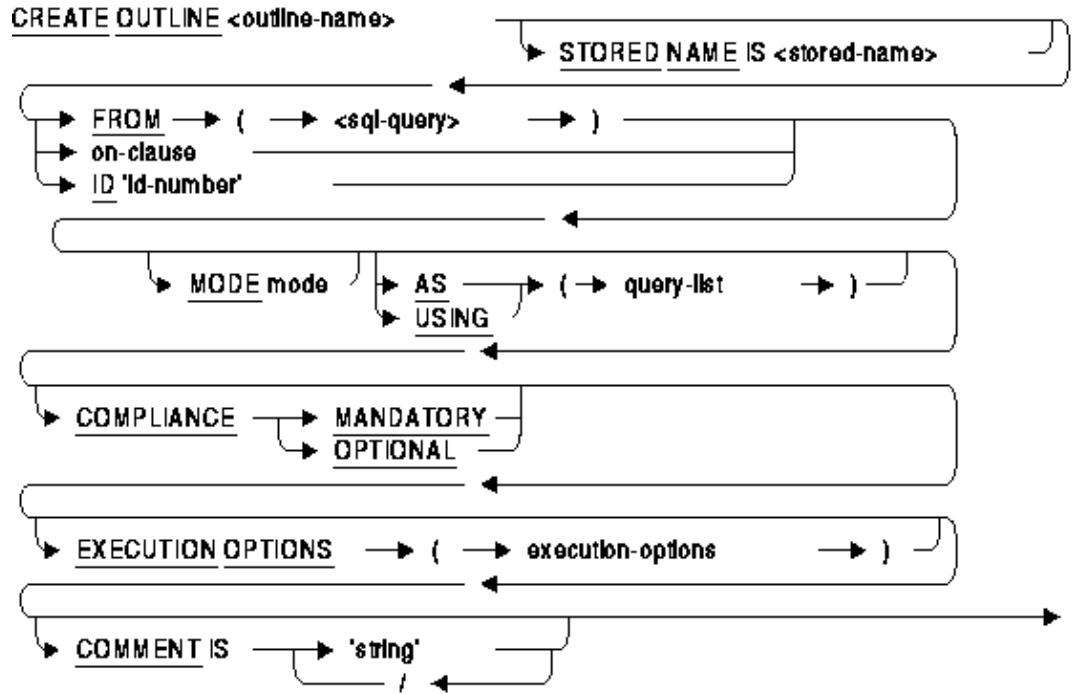 CREATE OUTLINE <outline-name>
STORED NAME IS <stored-name>
FROM ( <sql-query> )
on-clause
ID 'id-number'
MODE mode AS ( query-list )
USING
COMPLIANCE MANDATORY
OPTIONAL
EXECUTION OPTIONS ( execution-options )
COMMENT IS 'string'
/